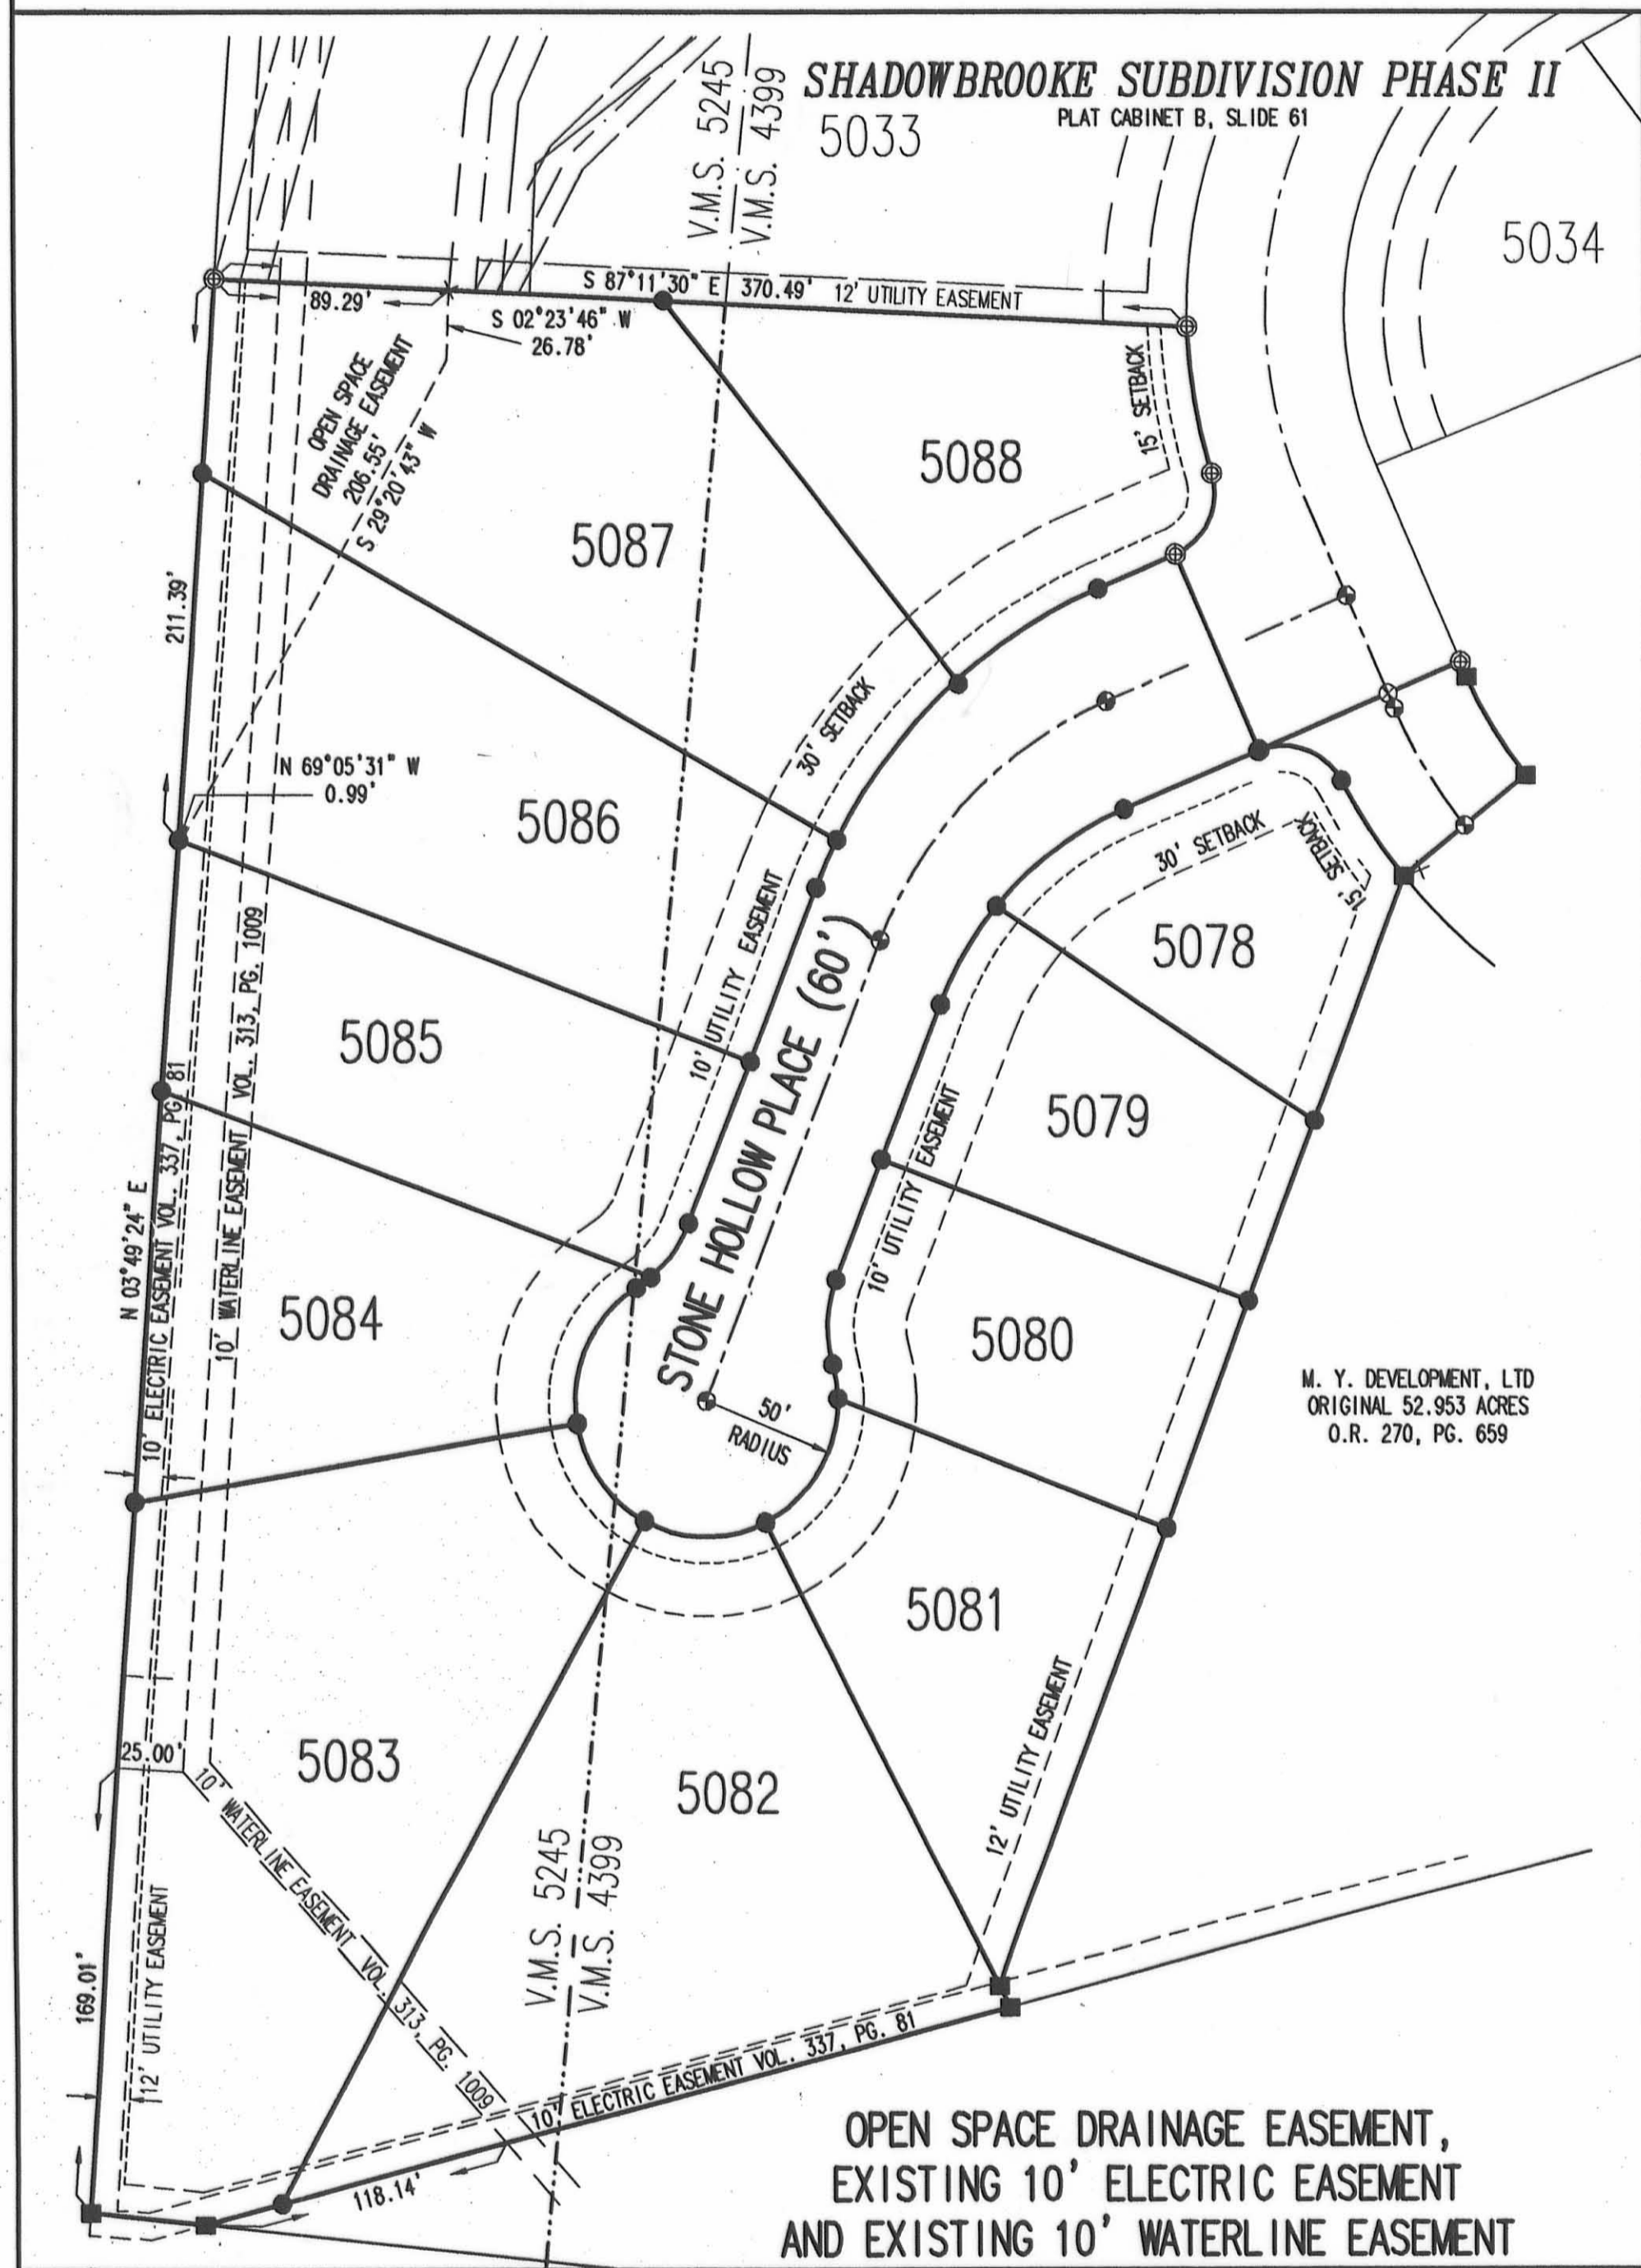 SHADOWBROOKE SUBDIVISION PHASE II
PLAT CABINET B, SLIDE 61
V.M.S. 5245
V.M.S. 4399
5033
5034
S 87°11'30" E 370.49' 12' UTILITY EASEMENT
89.29'
S 02°23'46" W
26.78'
OPEN SPACE
DRAINAGE EASEMENT
206.55'
S 29°20'43" W
15' SETBACK
5088
5087
211.39'
30' SETBACK
N 69°05'31" W
0.99'
5086
30' SETBACK
15' SETBACK
5078
10' UTILITY EASEMENT
STONE HOLLOW PLACE (60')
5085
5079
10' UTILITY EASEMENT
N 03°49'24" E
10' ELECTRIC EASEMENT VOL. 337, PG 81
10' WATERLINE EASEMENT VOL. 313, PG. 1009
5084
5080
50'
RADIUS
M. Y. DEVELOPMENT, LTD
ORIGINAL 52.953 ACRES
O.R. 270, PG. 659
5081
12' UTILITY EASEMENT
25.00'
5083
5082
10' WATERLINE EASEMENT VOL. 313, PG. 1009
V.M.S. 5245
V.M.S. 4399
169.01'
12' UTILITY EASEMENT
10' ELECTRIC EASEMENT VOL. 337, PG. 81
118.14'
OPEN SPACE DRAINAGE EASEMENT,
EXISTING 10' ELECTRIC EASEMENT
AND EXISTING 10' WATERLINE EASEMENT